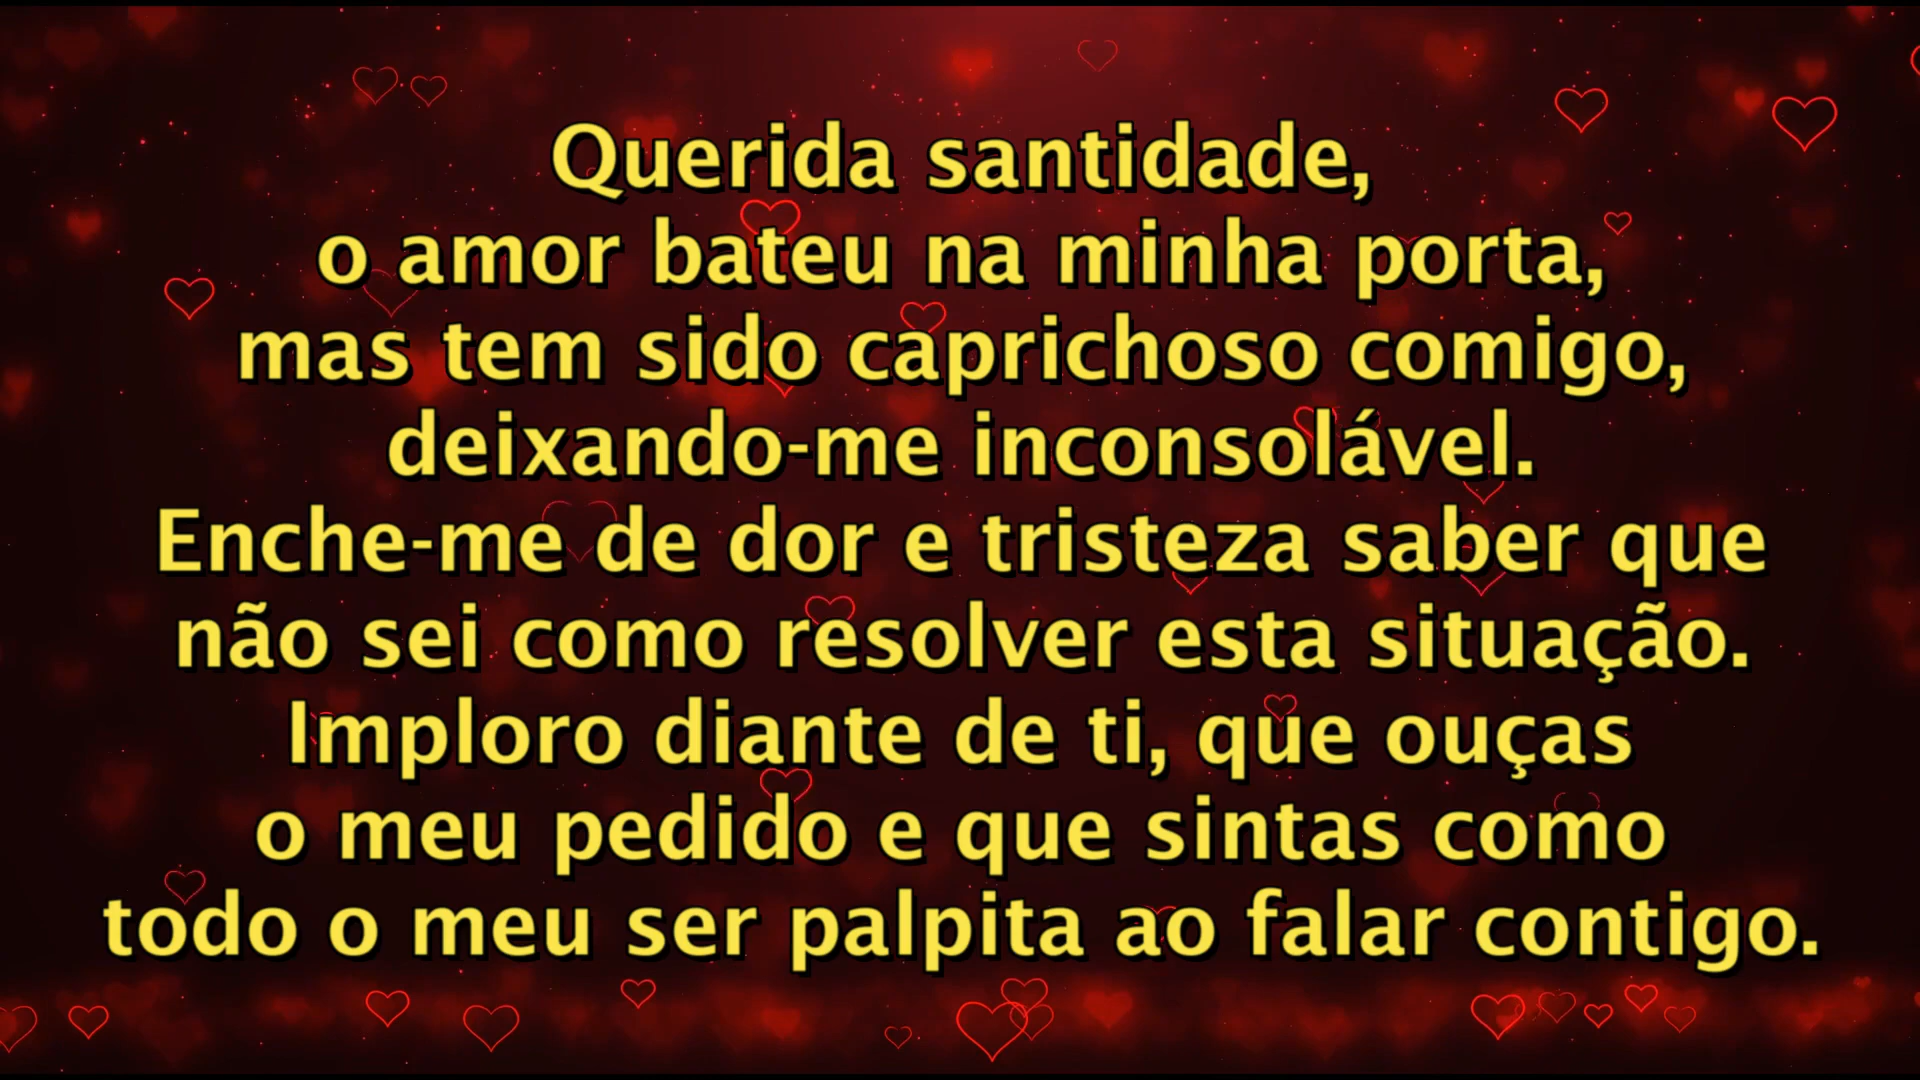 Querida santidade,
o amor bateu na minha porta,
mas tem sido caprichoso comigo,
deixando-me inconsolável.
Enche-me de dor e tristeza saber que
não sei como resolver esta situação.
Imploro diante de ti, que ouças
o meu pedido e que sintas como
todo o meu ser palpita ao falar contigo.